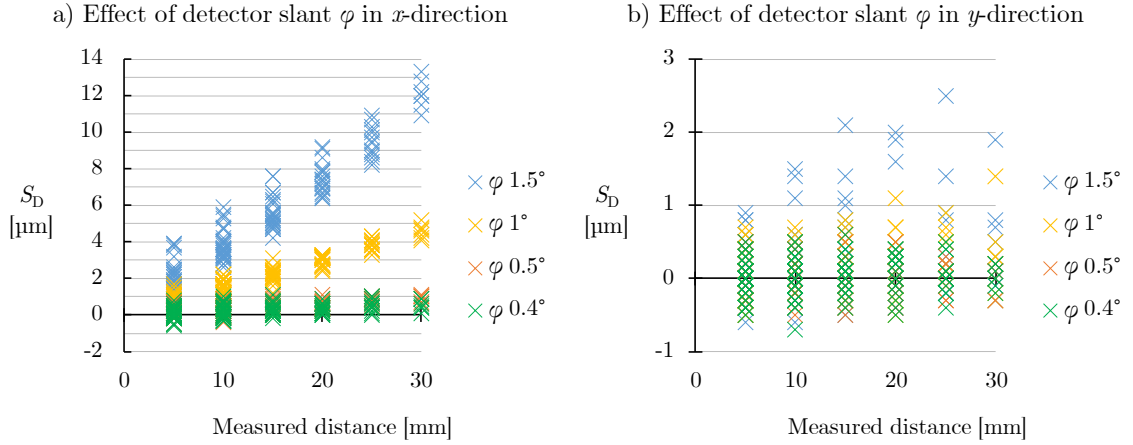 a) Effect of detector slant φ in x-direction
14
12
10
8
6
4
2
0
-2
S_D
[µm]
0 10 20 30
Measured distance [mm]
φ 1.5°
φ 1°
φ 0.5°
φ 0.4°
b) Effect of detector slant φ in y-direction
3
2
1
0
-1
S_D
[µm]
0 10 20 30
Measured distance [mm]
φ 1.5°
φ 1°
φ 0.5°
φ 0.4°